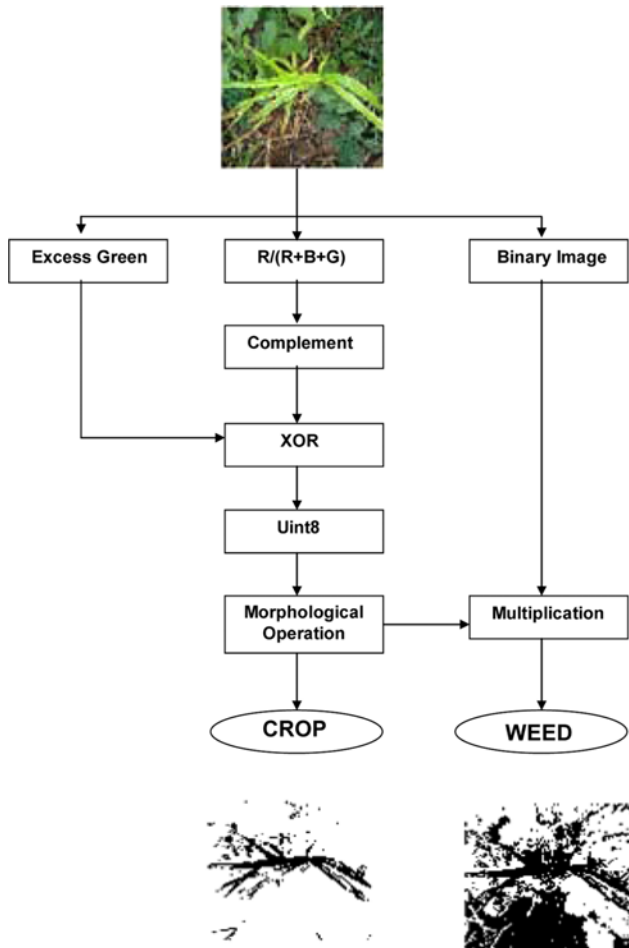 Excess Green
R/(R+B+G)
Binary Image
Complement
XOR
Uint8
Morphological
Operation
Multiplication
CROP
WEED